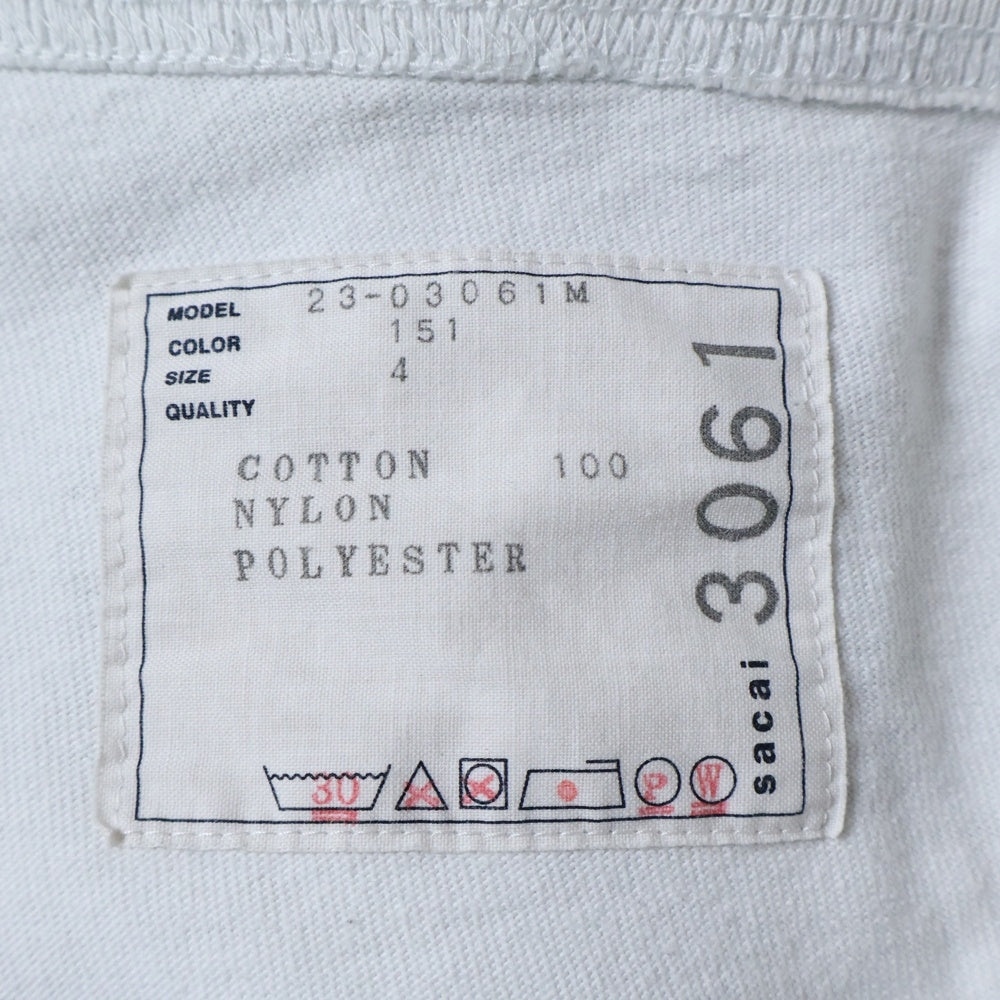 MODEL 23-03061M
COLOR 151
SIZE 4
QUALITY
COTTON 100
NYLON
POLYESTER
30
P
W
sacai 3061